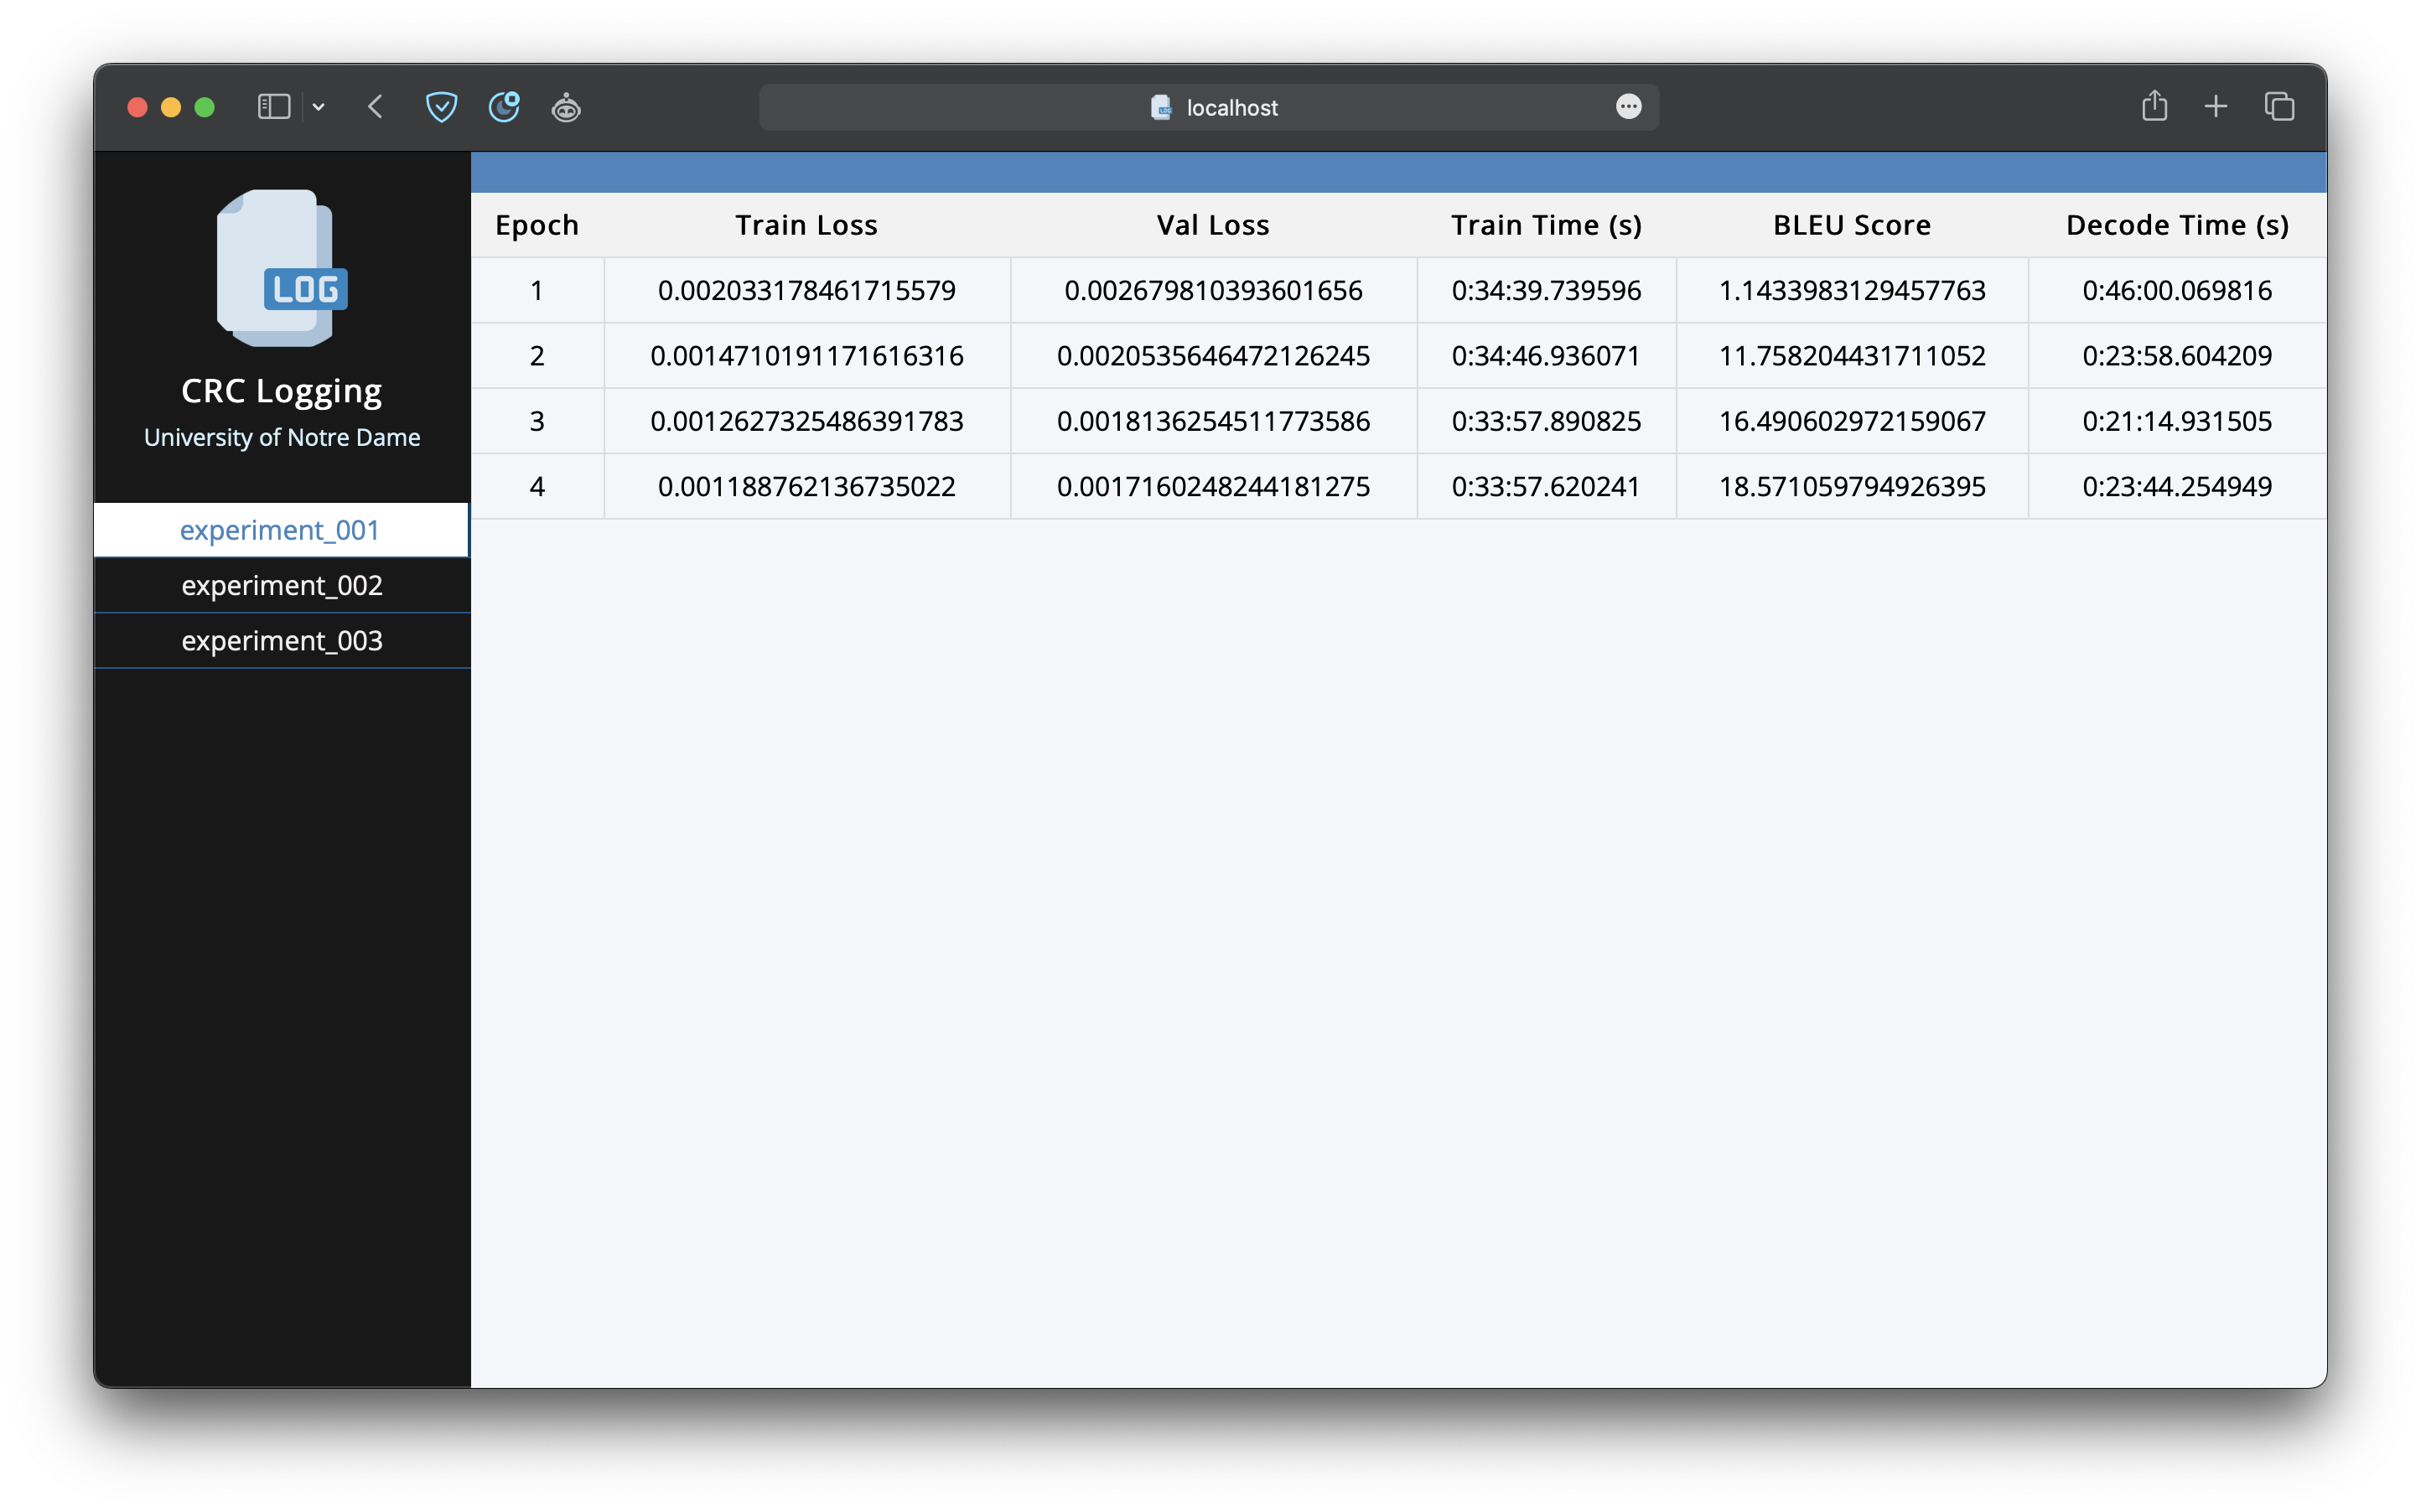 localhost
LOG
CRC Logging
University of Notre Dame
experiment_001
experiment_002
experiment_003
Epoch Train Loss Val Loss Train Time (s) BLEU Score Decode Time (s)
1 0.002033178461715579 0.002679810393601656 0:34:39.739596 1.1433983129457763 0:46:00.069816
2 0.0014710191171616316 0.0020535646472126245 0:34:46.936071 11.758204431711052 0:23:58.604209
3 0.0012627325486391783 0.0018136254511773586 0:33:57.890825 16.490602972159067 0:21:14.931505
4 0.001188762136735022 0.0017160248244181275 0:33:57.620241 18.571059794926395 0:23:44.254949